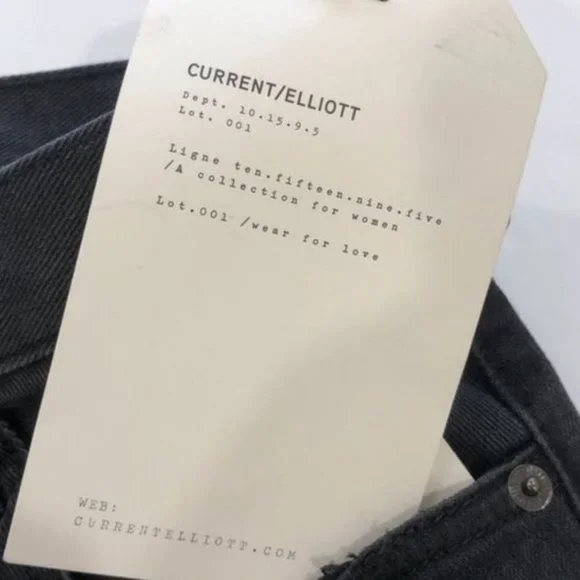 CURRENT/ELLIOTT
Dept. 10.15.9.5
Lot. 001
Ligne ten.fifteen.nine.five
/A collection for women
Lot.001 /wear for love
WEB:
CURRENTELLIOTT.COM